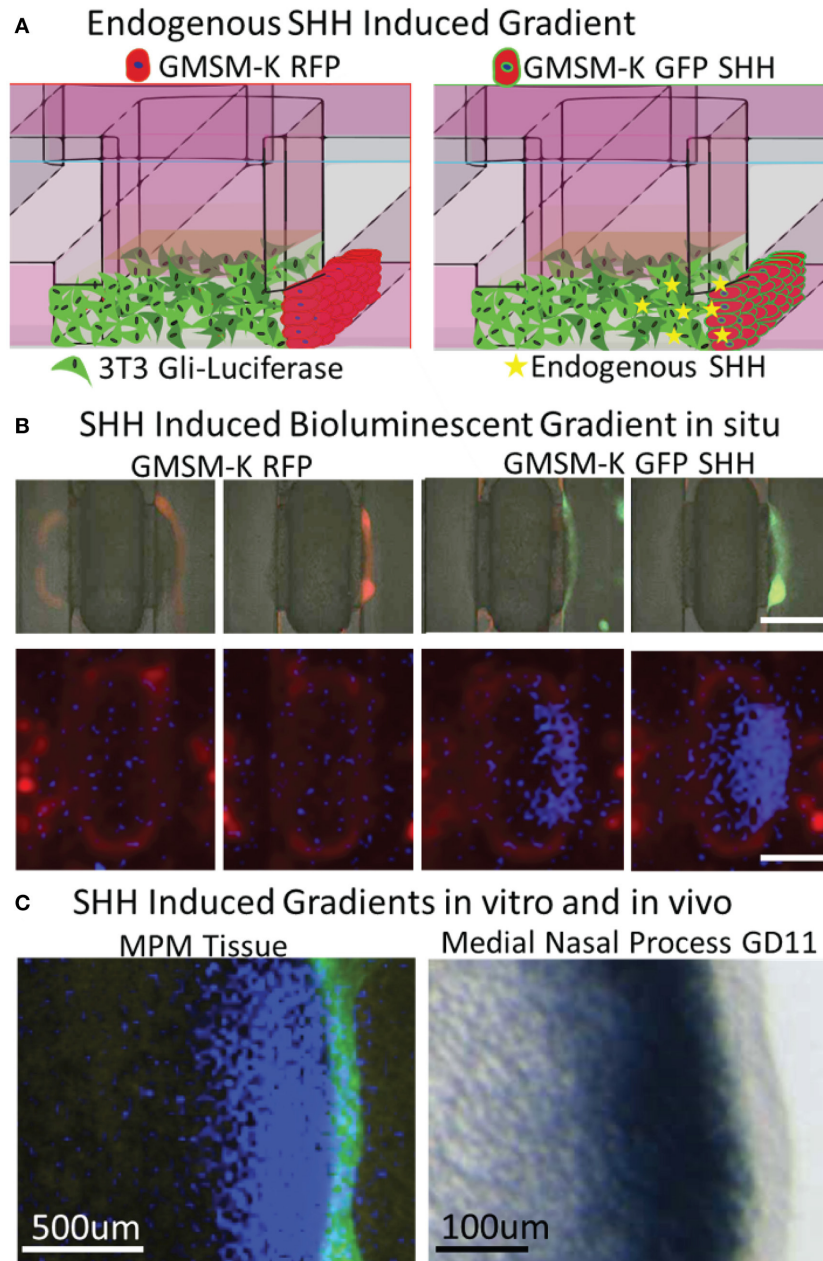 A Endogenous SHH Induced Gradient
GMSM-K RFP
GMSM-K GFP SHH
3T3 Gli-Luciferase
Endogenous SHH
B SHH Induced Bioluminescent Gradient in situ
GMSM-K RFP
GMSM-K GFP SHH
C SHH Induced Gradients in vitro and in vivo
MPM Tissue
Medial Nasal Process GD11
500um
100um